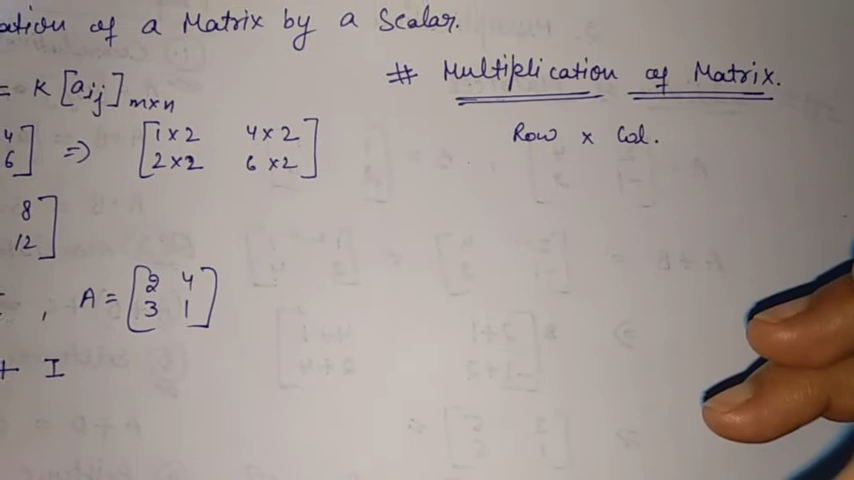 ation of a Matrix by a Scalar.
= K [aij]m×n
4
6 ] ⇒ [ 1×2 4×2
2×2 6×2 ]
8
12 ]
, A = [ 2 4
3 1 ]
+ I
# Multiplication of Matrix.
Row × Col.